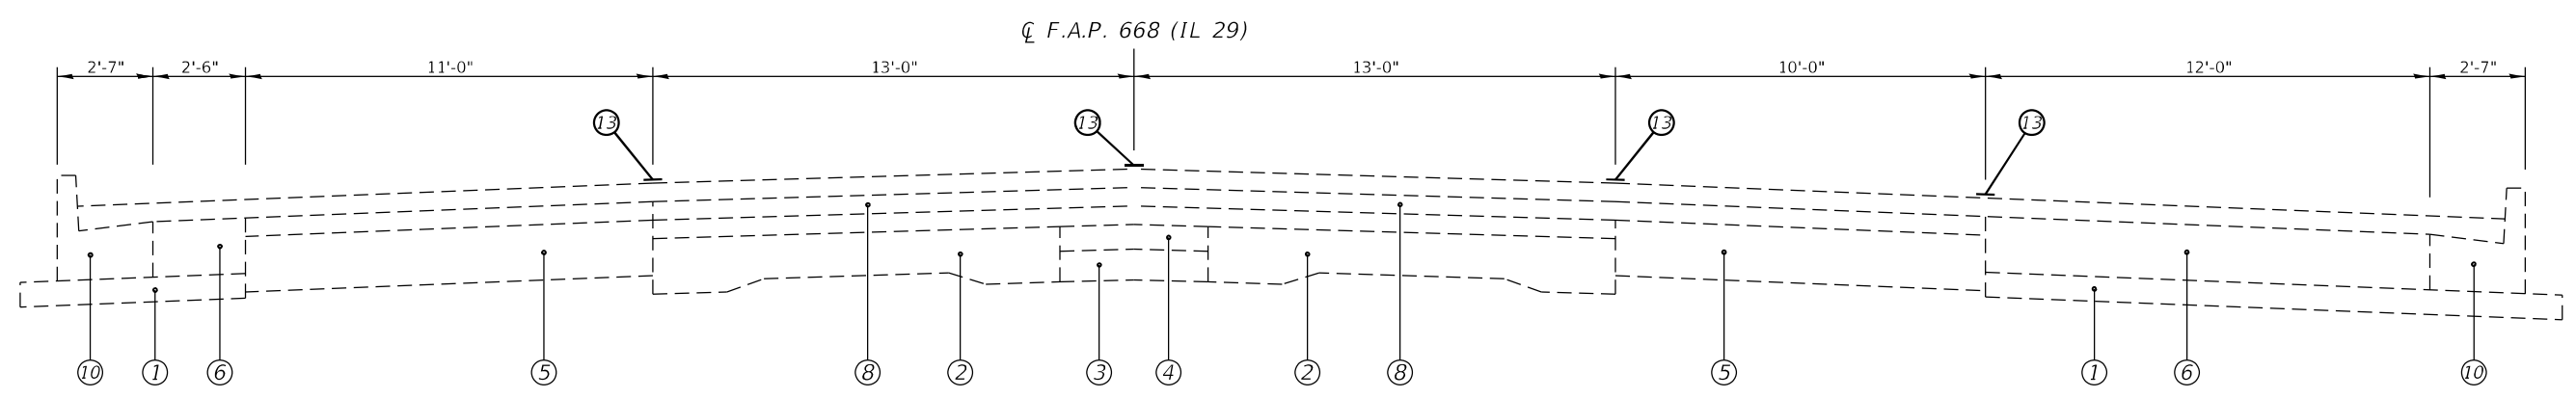 ℄ F.A.P. 668 (IL 29)
2'-7" 2'-6" 11'-0" 13'-0" 13'-0" 10'-0" 12'-0" 2'-7"
13 13 13 13
10 1 6 5 8 2 3 4 2 8 5 1 6 10